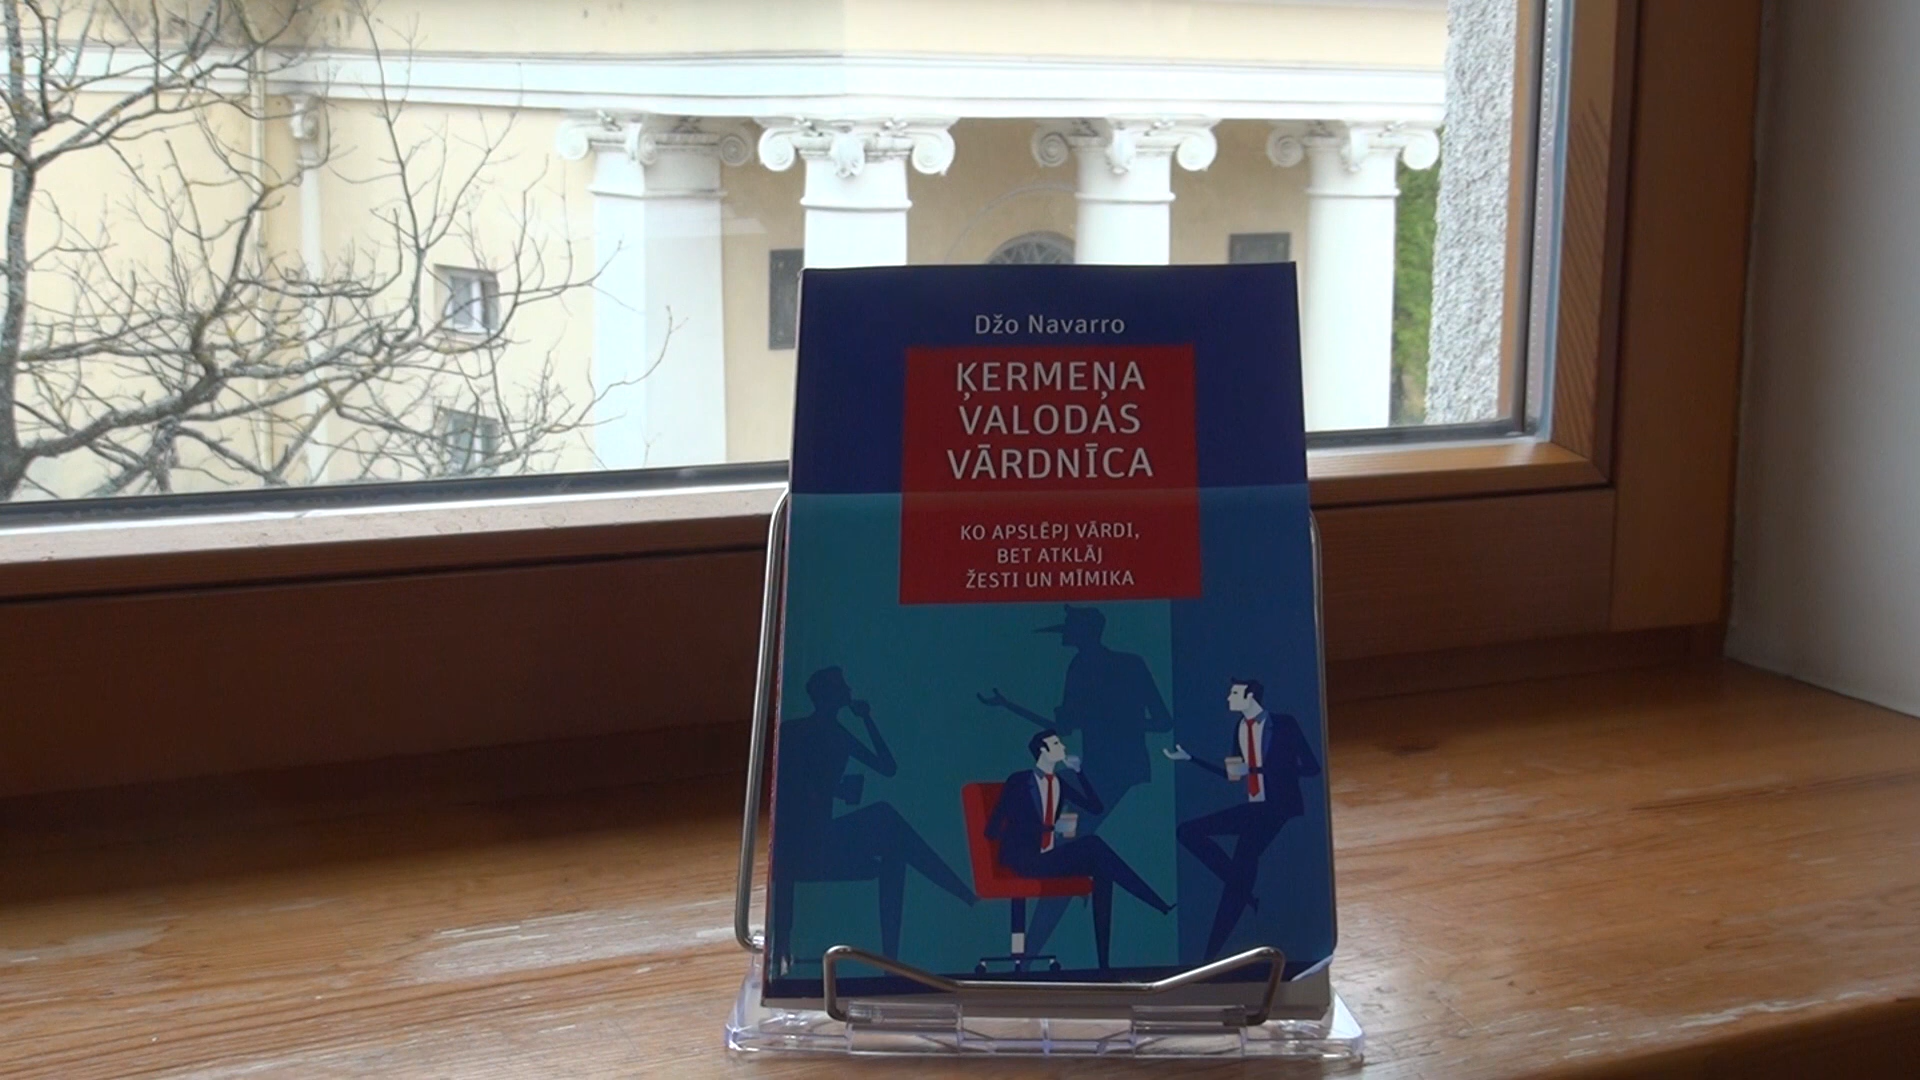 Džo Navarro
ĶERMEŅA
VALODAS
VĀRDNĪCA
KO APSLĒPJ VĀRDI,
BET ATKLĀJ
ŽESTI UN MĪMIKA